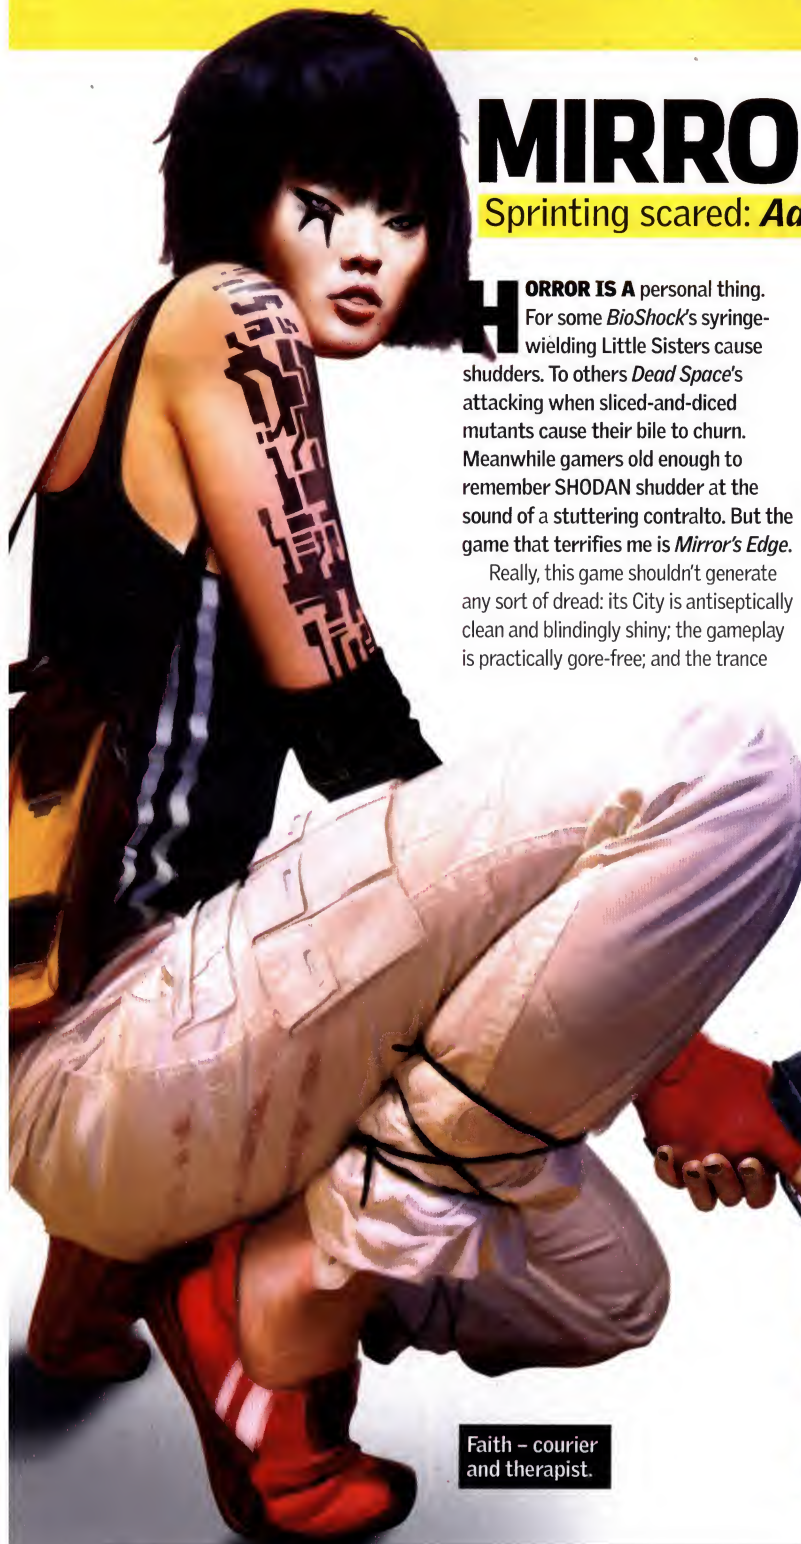 MIRRO
Sprinting scared: Ad
HORROR IS A personal thing.
For some BioShock's syringe-
wielding Little Sisters cause
shudders. To others Dead Space's
attacking when sliced-and-diced
mutants cause their bile to churn.
Meanwhile gamers old enough to
remember SHODAN shudder at the
sound of a stuttering contralto. But the
game that terrifies me is Mirror's Edge.
Really, this game shouldn't generate
any sort of dread: its City is antiseptically
clean and blindingly shiny; the gameplay
is practically gore-free; and the trance
Faith – courier
and therapist.